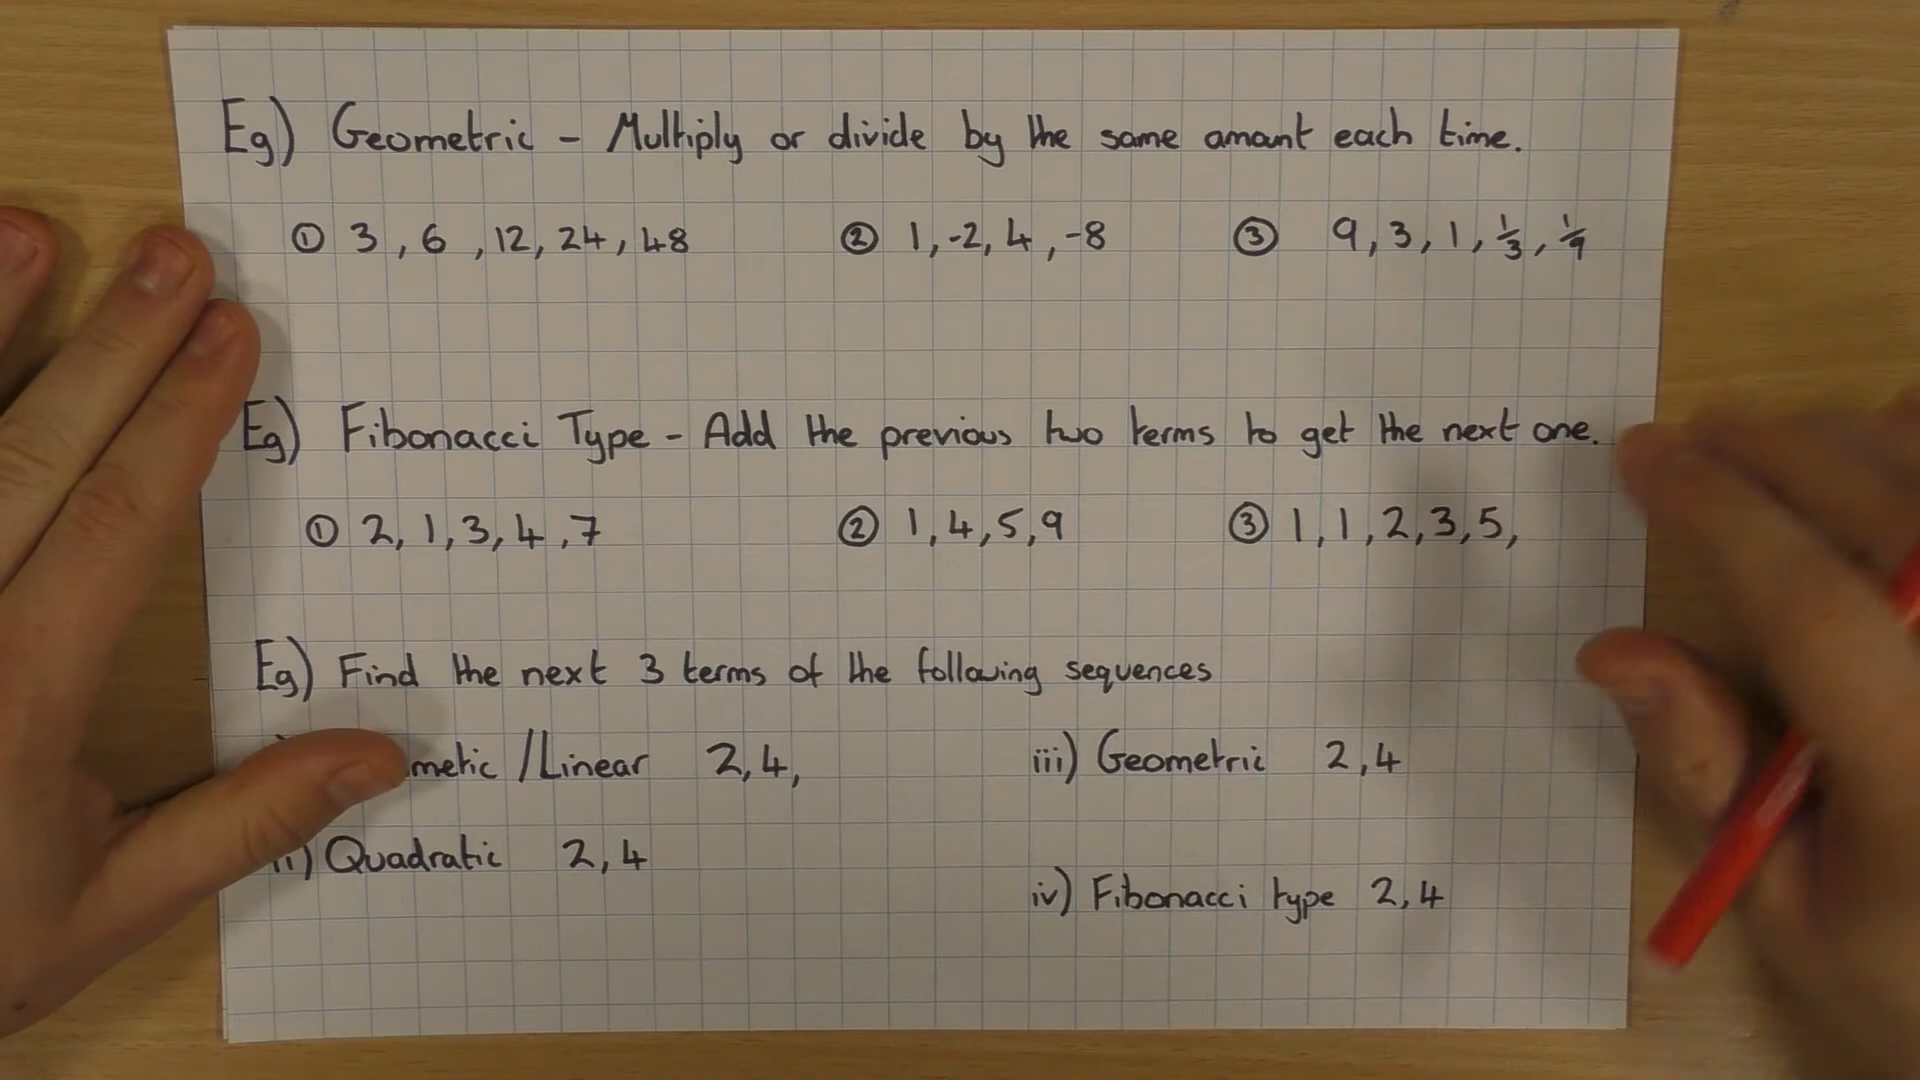 Eg) Geometric - Multiply or divide by the same amount each time.
① 3, 6, 12, 24, 48 ② 1, -2, 4, -8 ③ 9, 3, 1, 1/3, 1/9
Eg) Fibonacci Type - Add the previous two terms to get the next one.
① 2, 1, 3, 4, 7 ② 1, 4, 5, 9 ③ 1, 1, 2, 3, 5,
Eg) Find the next 3 terms of the following sequences
metic /Linear 2, 4,
iii) Geometric 2, 4
ii) Quadratic 2, 4
iv) Fibonacci type 2, 4